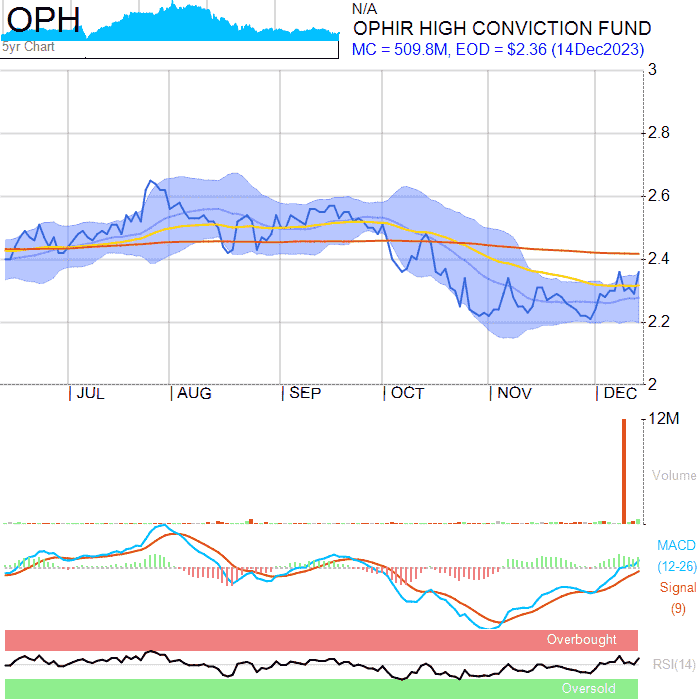 OPH
5yr Chart
N/A
OPHIR HIGH CONVICTION FUND
MC = 509.8M, EOD = $2.36 (14Dec2023)
3
2.8
2.6
2.4
2.2
2
JUL AUG SEP OCT NOV DEC
12M
Volume
MACD
(12-26)
Signal
(9)
Overbought
RSI(14)
Oversold